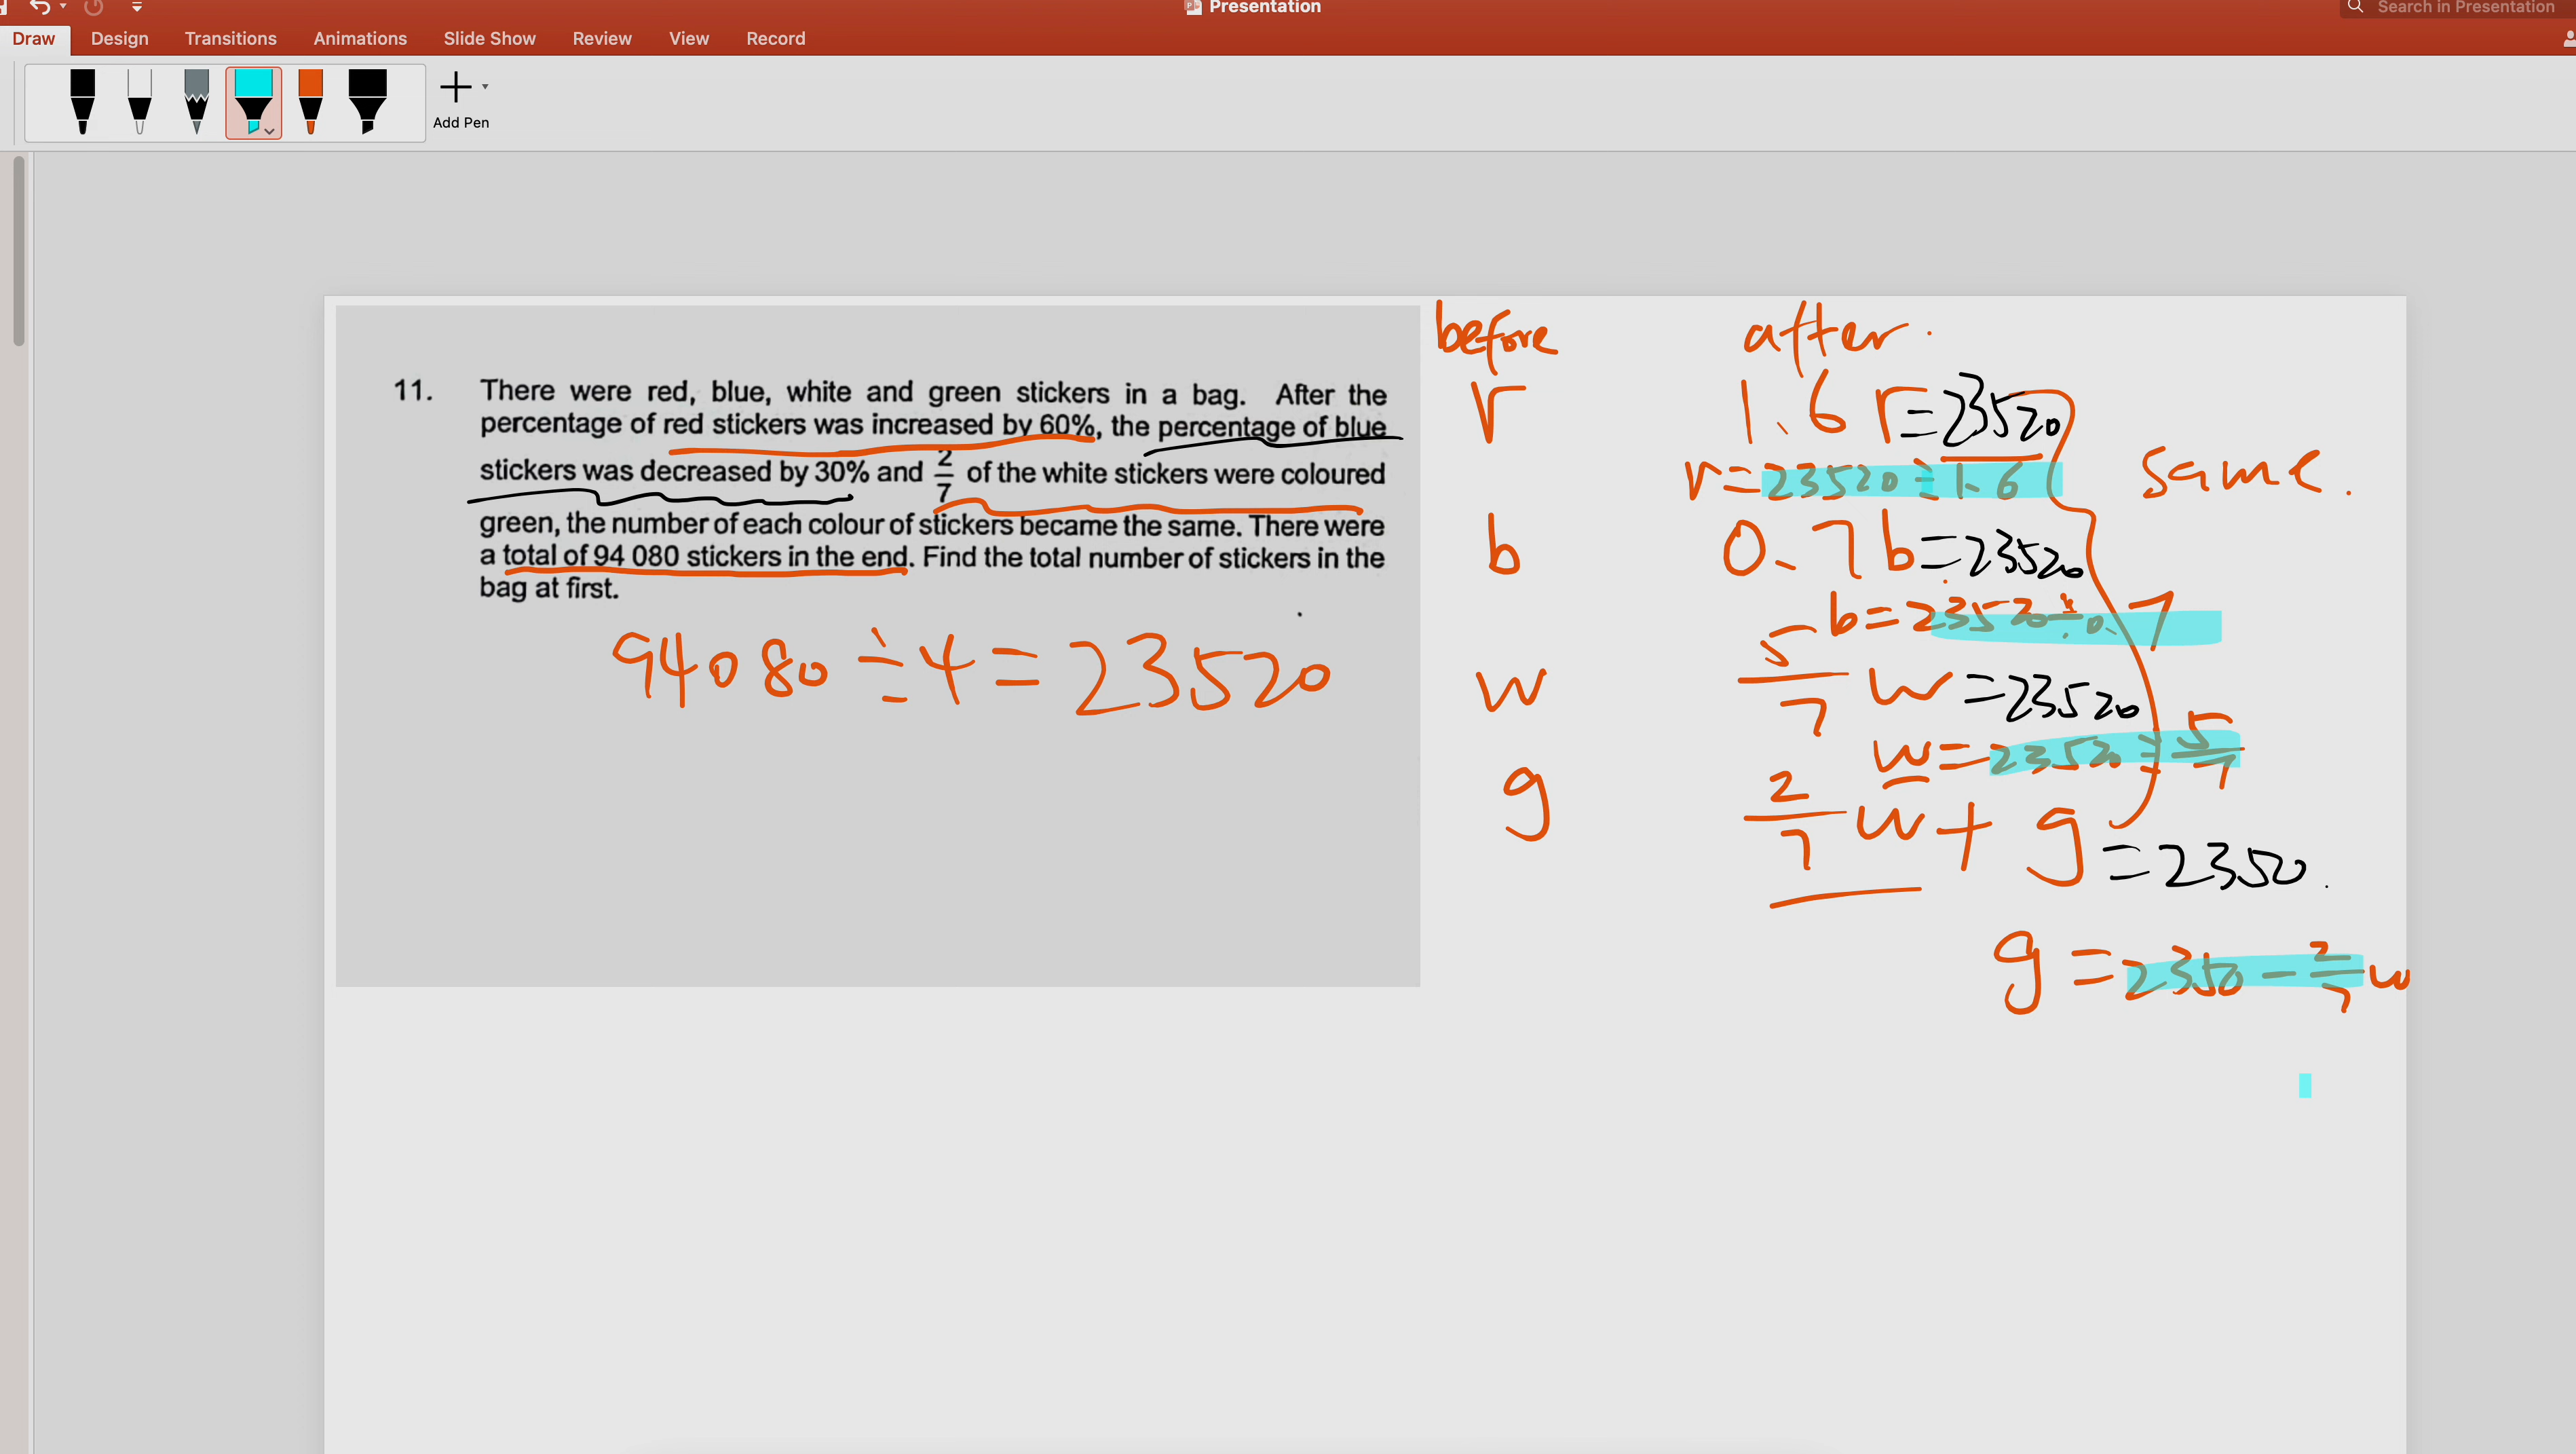 Presentation
Search in Presentation
Draw Design Transitions Animations Slide Show Review View Record
Add Pen
11. There were red, blue, white and green stickers in a bag. After the
percentage of red stickers was increased by 60%, the percentage of blue
stickers was decreased by 30% and 2/7 of the white stickers were coloured
green, the number of each colour of stickers became the same. There were
a total of 94 080 stickers in the end. Find the total number of stickers in the
bag at first.
94080 ÷ 4 = 23520
before after.
r 1.6 r = 23520
r = 23520 ÷ 1.6
same.
b 0.7 b = 23520
b = 23520 ÷ 0.7
w 5/7 w = 23520
w = 23520 ÷ 5/7
g 2/7 w + g = 2350.
g = 2350 - 2/7 w